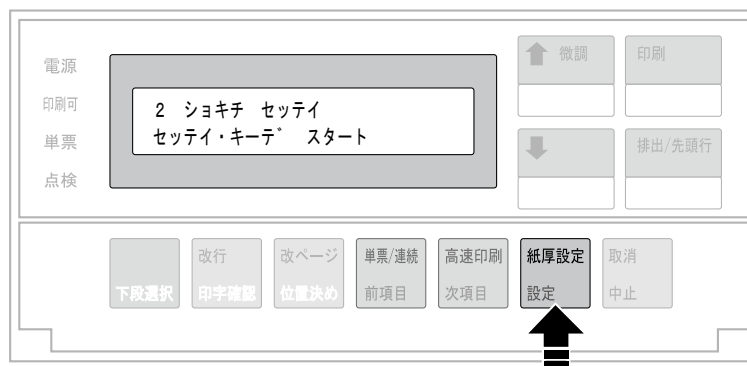 電源
印刷可
単票
点検
2 ショキチ セッテイ
セッテイ・キーデ スタート
微調
印刷
排出/先頭行
下段選択
改行
印字確認
改ページ
位置決め
単票/連続
前項目
高速印刷
次項目
紙厚設定
設定
取消
中止